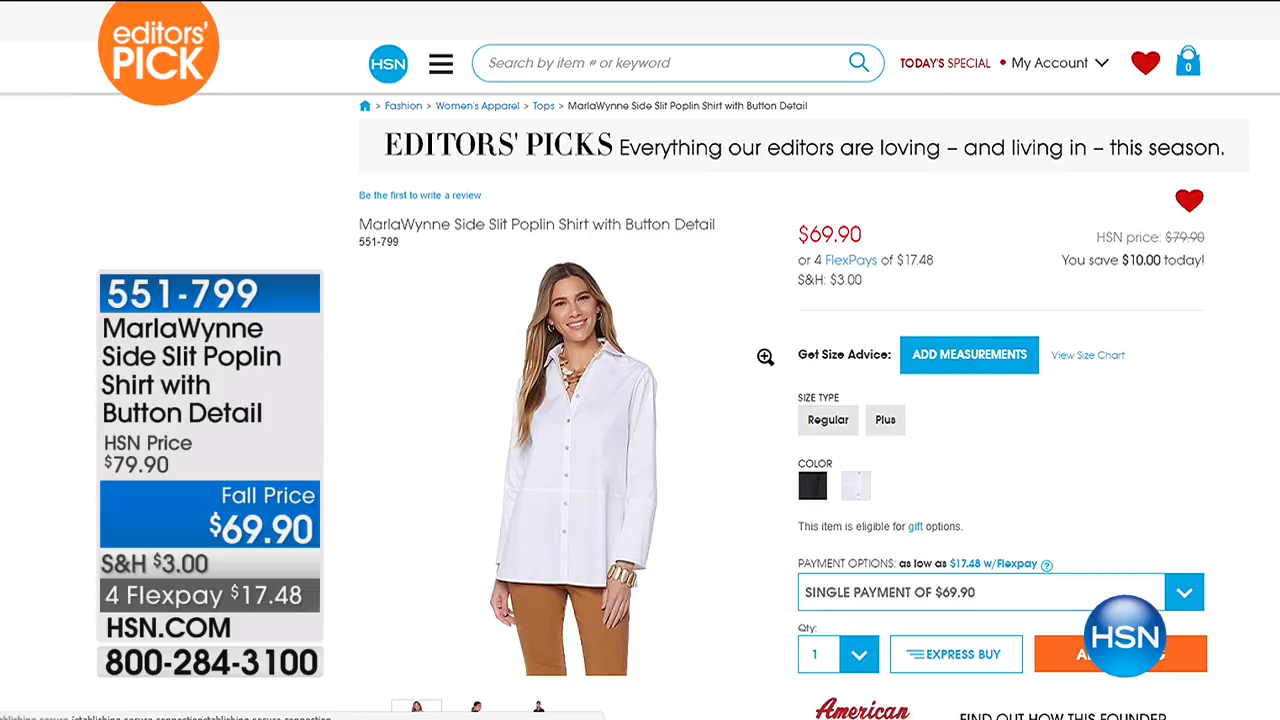 editors'
PICK
HSN
Search by item # or keyword
TODAY'S SPECIAL
My Account
0
> Fashion > Women's Apparel > Tops > MarlaWynne Side Slit Poplin Shirt with Button Detail
EDITORS' PICKS Everything our editors are loving – and living in – this season.
Be the first to write a review
MarlaWynne Side Slit Poplin Shirt with Button Detail
551-799
$69.90
HSN price: $79.90
or 4 FlexPays of $17.48
You save $10.00 today!
S&H: $3.00
551-799
MarlaWynne
Side Slit Poplin
Shirt with
Button Detail
HSN Price
$79.90
Fall Price
$69.90
S&H $3.00
4 Flexpay $17.48
HSN.COM
800-284-3100
Get Size Advice: ADD MEASUREMENTS View Size Chart
SIZE TYPE
Regular Plus
COLOR
This item is eligible for gift options.
PAYMENT OPTIONS: as low as $17.48 w/Flexpay ?
SINGLE PAYMENT OF $69.90
Qty:
1
EXPRESS BUY
HSN
American
FIND OUT HOW THIS FOUNDER